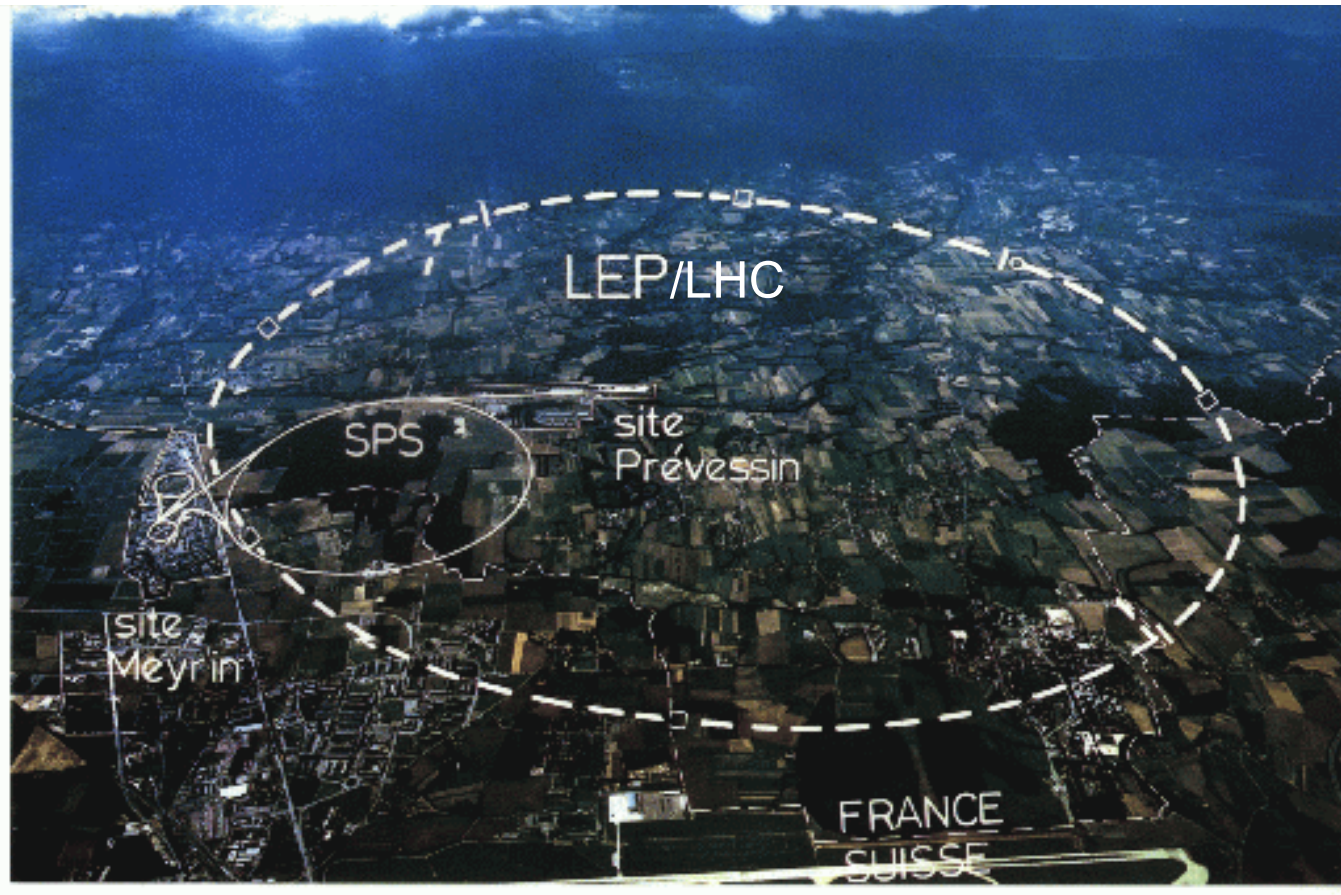 LEP/LHC
SPS
site
Prévessin
site
Meyrin
FRANCE
SUISSE